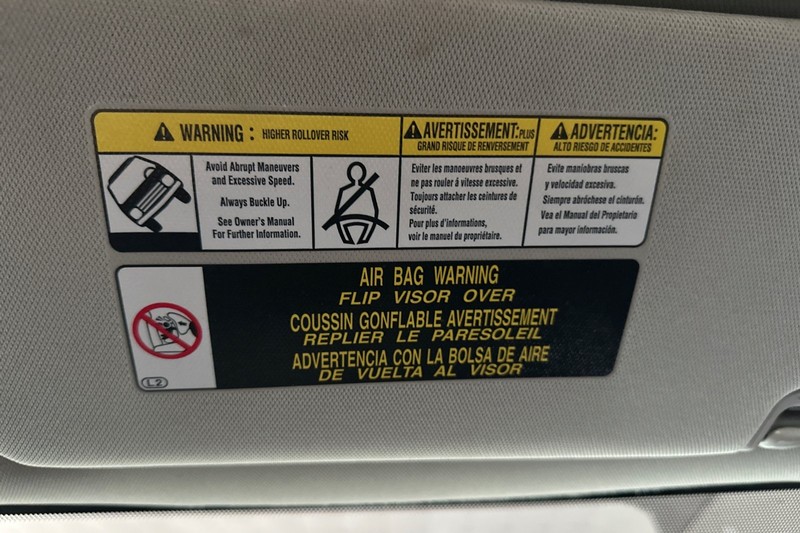 WARNING : HIGHER ROLLOVER RISK
Avoid Abrupt Maneuvers
and Excessive Speed.
Always Buckle Up.
See Owner's Manual
For Further Information.
AVERTISSEMENT: PLUS
GRAND RISQUE DE RENVERSEMENT
Eviter les manoeuvres brusques et
ne pas rouler à vitesse excessive.
Toujours attacher les ceintures de
sécurité.
Pour plus d'informations,
voir le manuel du propriétaire.
ADVERTENCIA:
ALTO RIESGO DE ACCIDENTES
Evite maniobras bruscas
y velocidad excesiva.
Siempre abróchese el cinturón.
Vea el Manual del Propietario
para mayor información.
AIR BAG WARNING
FLIP VISOR OVER
COUSSIN GONFLABLE AVERTISSEMENT
REPLIER LE PARESOLEIL
ADVERTENCIA CON LA BOLSA DE AIRE
DE VUELTA AL VISOR
L2